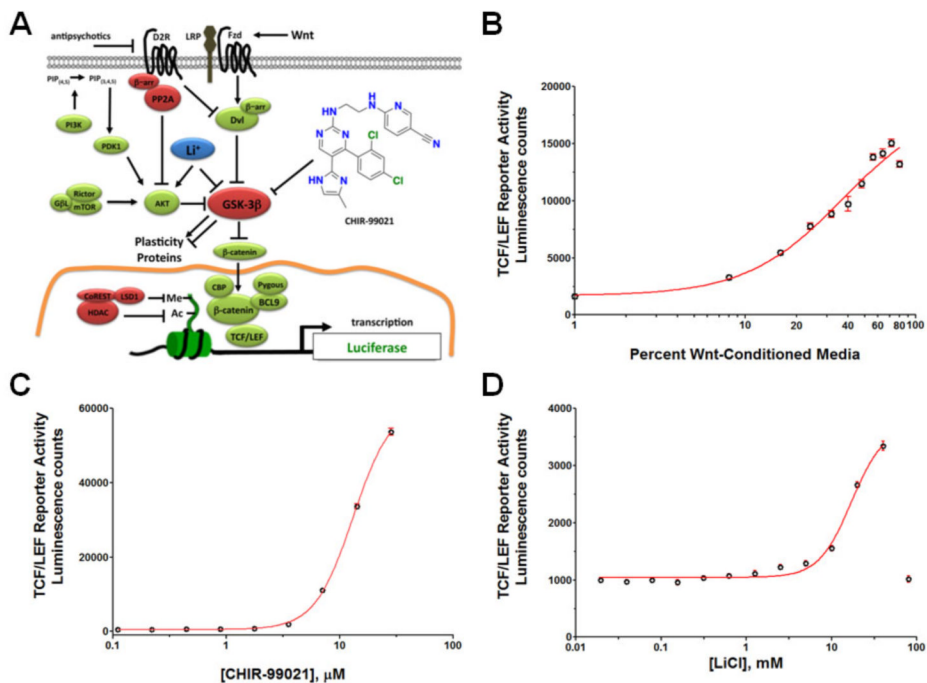 A
antipsychotics
D2R
LRP
Fzd
Wnt
PIP(4,5)
PIP(3,4,5)
β-arr
PP2A
β-arr
Dvl
PI3K
PDK1
Li+
Rictor
GβL
mTOR
AKT
GSK-3β
Plasticity
Proteins
β-catenin
HN
HN
N
N
N
N
Cl
HN
N
Cl
CHIR-99021
CBP
Pygous
BCL9
β-catenin
CoREST
LSD1
HDAC
Me
Ac
TCF/LEF
transcription
Luciferase
B
TCF/LEF Reporter Activity
Luminescence counts
20000
15000
10000
5000
0
1
10
20
40
60
80
100
Percent Wnt-Conditioned Media
C
TCF/LEF Reporter Activity
Luminescence counts
60000
40000
20000
0
0.1
1
10
100
[CHIR-99021], μM
D
TCF/LEF Reporter Activity
Luminescence counts
4000
3000
2000
1000
0
0.01
0.1
1
10
100
[LiCl], mM